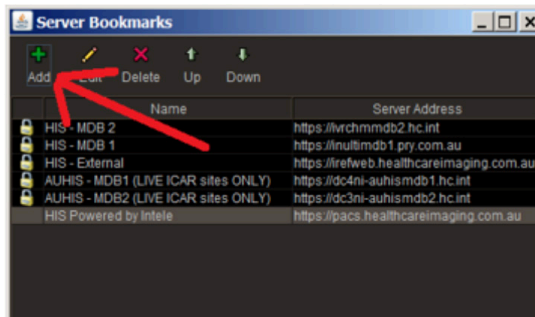 Server Bookmarks
Add Edit Delete Up Down
Name Server Address
HIS - MDB 2 https://ivrchmmdb2.hc.int
HIS - MDB 1 https://inultimdb1.pry.com.au
HIS - External https://irefweb.healthcareimaging.com.au
AUHIS - MDB1 (LIVE ICAR sites ONLY) https://dc4ni-auhismdb1.hc.int
AUHIS - MDB2 (LIVE ICAR sites ONLY) https://dc3ni-auhismdb2.hc.int
HIS Powered by Intele https://pacs.healthcareimaging.com.au